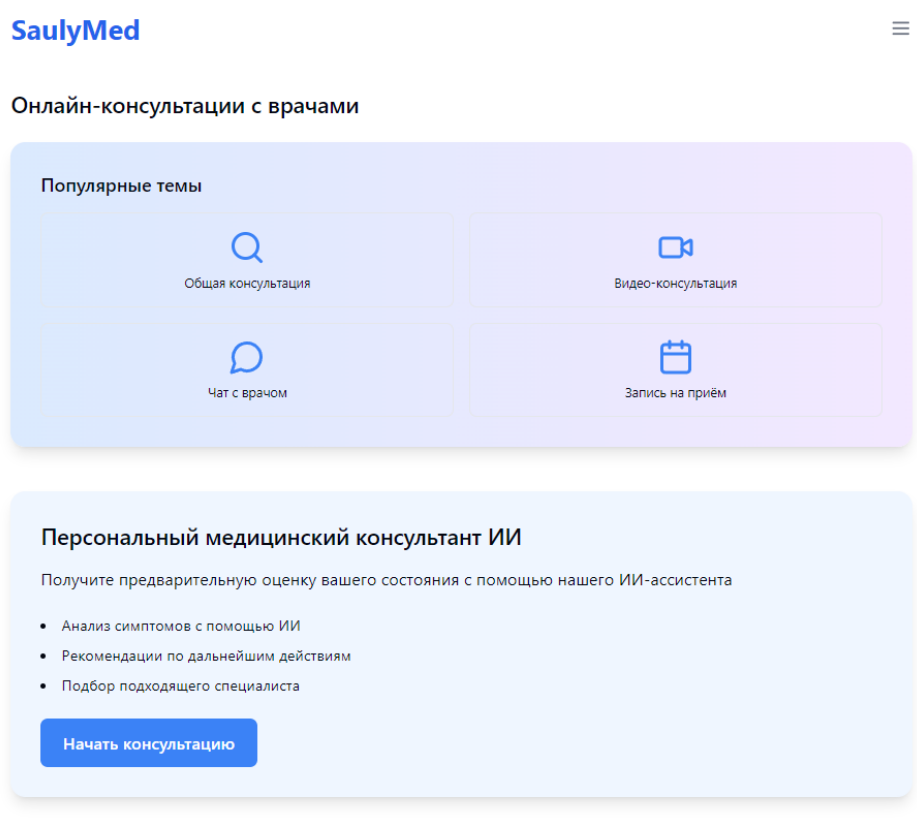 SaulyMed
Онлайн-консультации с врачами
Популярные темы
Общая консультация
Видео-консультация
Чат с врачом
Запись на приём
Персональный медицинский консультант ИИ
Получите предварительную оценку вашего состояния с помощью нашего ИИ-ассистента
Анализ симптомов с помощью ИИ
Рекомендации по дальнейшим действиям
Подбор подходящего специалиста
Начать консультацию